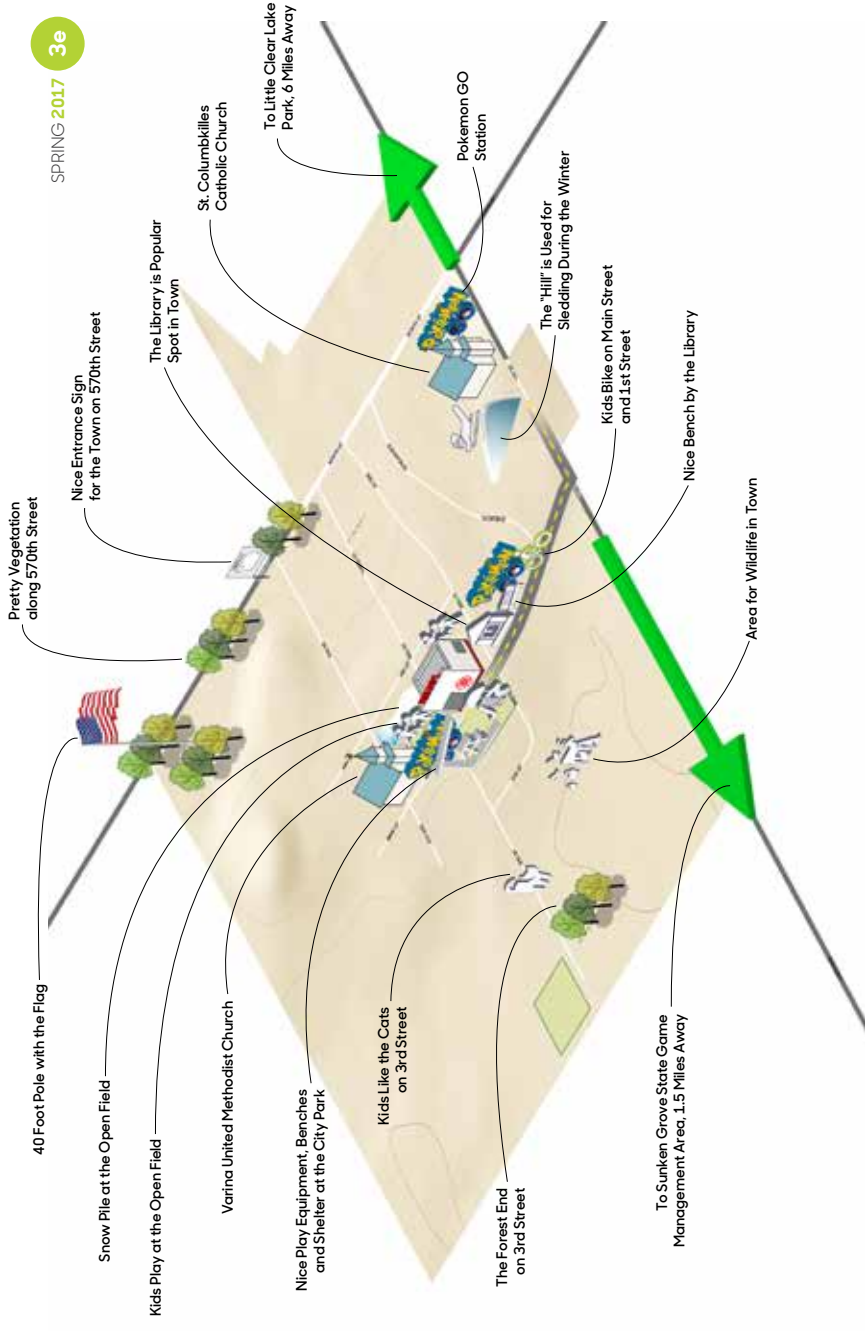 SPRING 2017 3e
40 Foot Pole with the Flag
Pretty Vegetation
along 570th Street
Nice Entrance Sign
for the Town on 570th Street
The Library is Popular
Spot in Town
St. Columbkilles
Catholic Church
To Little Clear Lake
Park, 6 Miles Away
Snow Pile at the Open Field
Kids Play at the Open Field
Varina United Methodist Church
Nice Play Equipment, Benches
and Shelter at the City Park
Kids Like the Cats
on 3rd Street
The Forest End
on 3rd Street
To Sunken Grove State Game
Management Area, 1.5 Miles Away
Pokemon GO
Station
The "Hill" is Used for
Sledding During the Winter
Kids Bike on Main Street
and 1st Street
Nice Bench by the Library
Area for Wildlife in Town
POKÉMON
GO
POKÉMON
GO
POKÉMON
GO